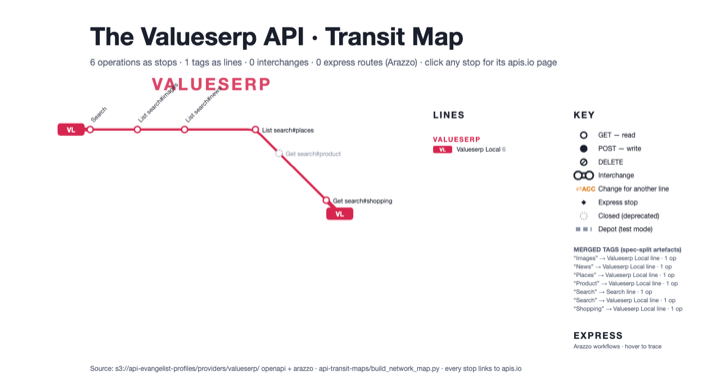 The Valueserp API · Transit Map
6 operations as stops · 1 tags as lines · 0 interchanges · 0 express routes (Arazzo) · click any stop for its apis.io page
VALUESERP
Search
List search#images
List search#news
VL
List search#places
Get search#product
Get search#shopping
VL
LINES
VALUESERP
VL Valueserp Local 6
KEY
GET — read
POST — write
DELETE
Interchange
Change for another line
Express stop
Closed (deprecated)
Depot (test mode)
MERGED TAGS (spec-split artefacts)
"Images" → Valueserp Local line · 1 op
"News" → Valueserp Local line · 1 op
"Places" → Valueserp Local line · 1 op
"Product" → Valueserp Local line · 1 op
"Search" → Search line · 1 op
"Search" → Valueserp Local line · 1 op
"Shopping" → Valueserp Local line · 1 op
EXPRESS
Arazzo workflows · hover to trace
Source: s3://api-evangelist-profiles/providers/valueserp/ openapi + arazzo · api-transit-maps/build_network_map.py · every stop links to apis.io